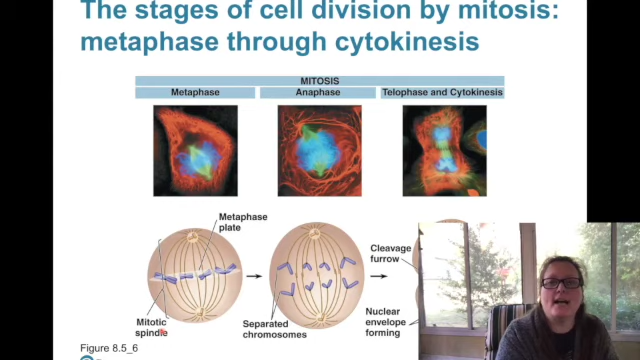 The stages of cell division by mitosis:
metaphase through cytokinesis
MITOSIS
Metaphase
Anaphase
Telophase and Cytokinesis
Metaphase
plate
Cleavage
furrow
Mitotic
spindle
Separated
chromosomes
Nuclear
envelope
forming
Figure 8.5_6